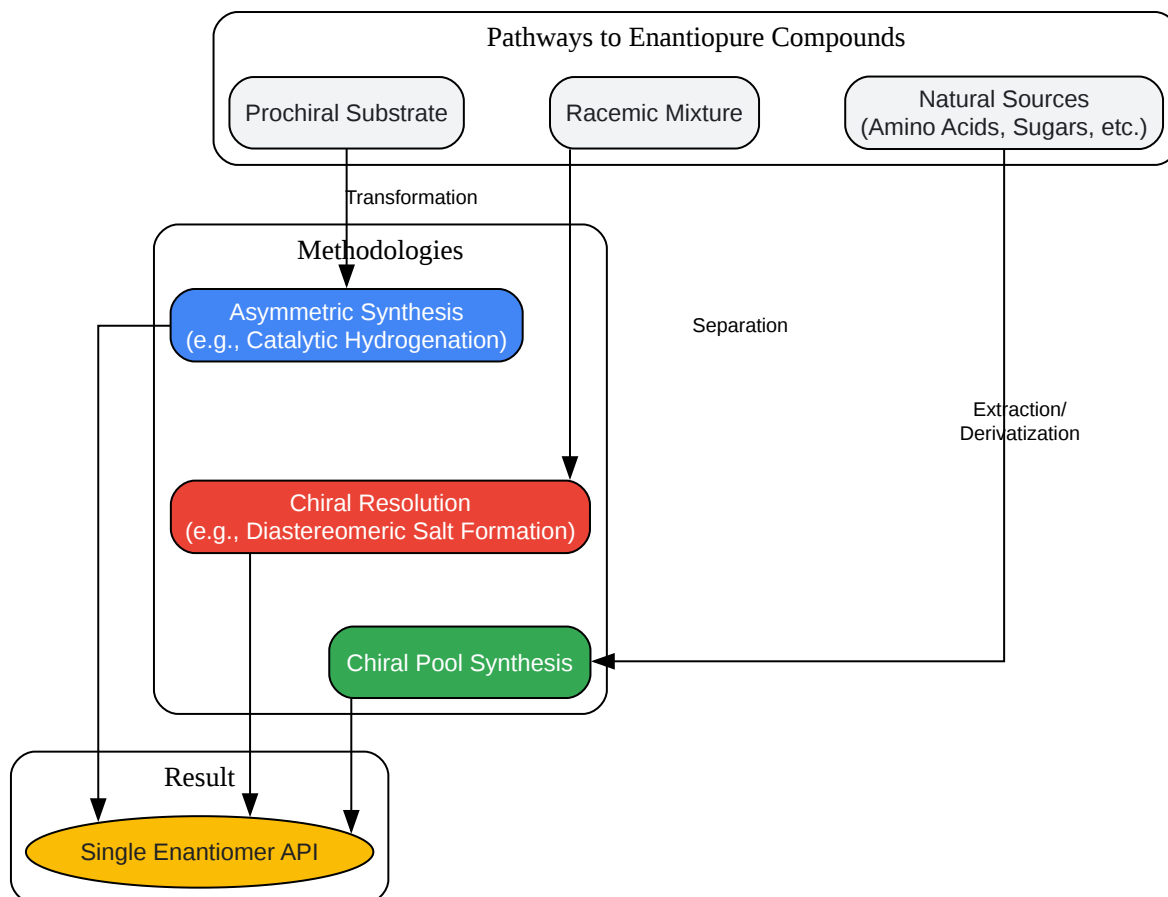 Pathways to Enantiopure Compounds
Prochiral Substrate
Racemic Mixture
Natural Sources
(Amino Acids, Sugars, etc.)
Transformation
Methodologies
Asymmetric Synthesis
(e.g., Catalytic Hydrogenation)
Separation
Extraction/
Derivatization
Chiral Resolution
(e.g., Diastereomeric Salt Formation)
Chiral Pool Synthesis
Result
Single Enantiomer API